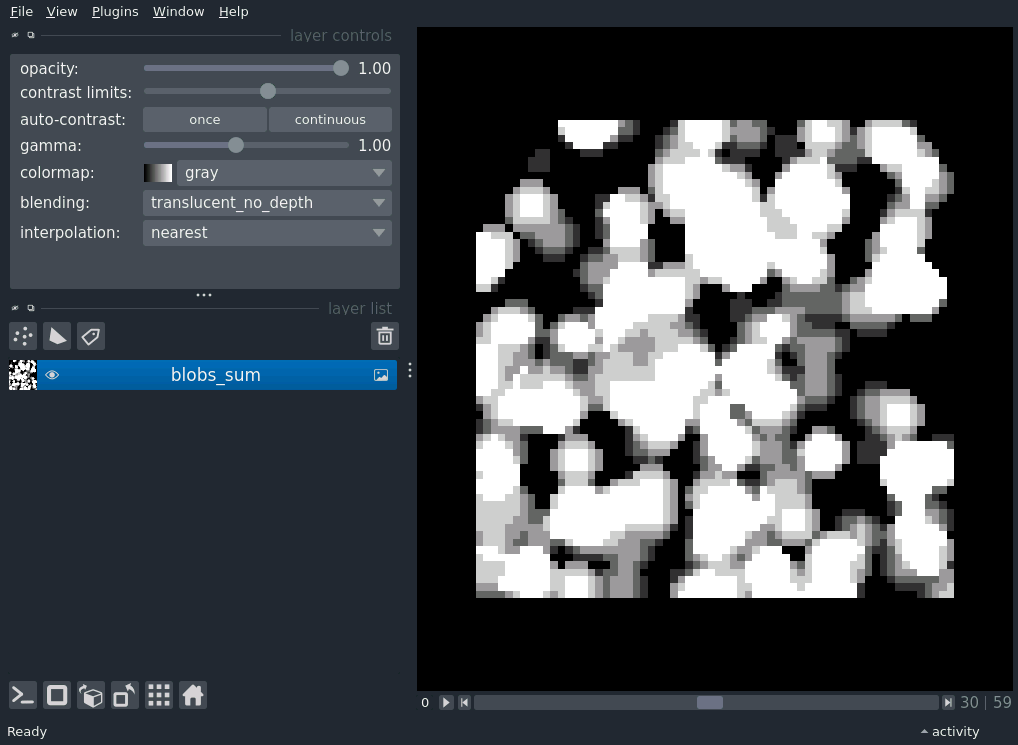 File View Plugins Window Help
layer controls
opacity: 1.00
contrast limits:
auto-contrast: once continuous
gamma: 1.00
colormap: gray
blending: translucent_no_depth
interpolation: nearest
layer list
blobs_sum
0 30 | 59
Ready activity